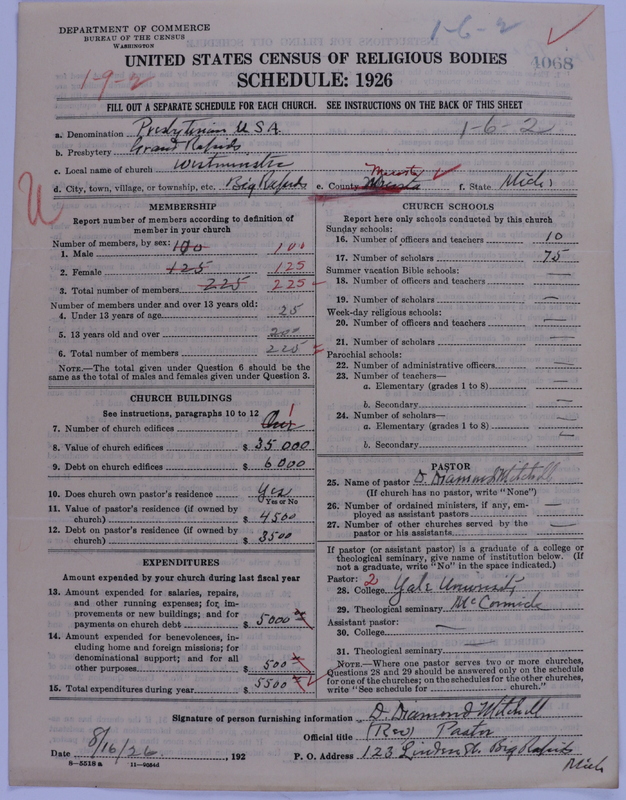 DEPARTMENT OF COMMERCE
BUREAU OF THE CENSUS
WASHINGTON
1-6-2
4068
UNITED STATES CENSUS OF RELIGIOUS BODIES
1-9-2
SCHEDULE: 1926
FILL OUT A SEPARATE SCHEDULE FOR EACH CHURCH. SEE INSTRUCTIONS ON THE BACK OF THIS SHEET
a. Denomination Presbyterian U.S.A. 1-6-2
b. Presbytery Grand Rapids
c. Local name of church Westminster
d. City, town, village, or township, etc. Big Rapids e. County Mecosta f. State Mich
MEMBERSHIP
Report number of members according to definition of
member in your church
Number of members, by sex:
1. Male 100 100
2. Female 125 125
3. Total number of members 225 225
Number of members under and over 13 years old:
4. Under 13 years of age 25
5. 13 years old and over 200
6. Total number of members 225
NOTE.—The total given under Question 6 should be
same as the total of males and females given under Question 3.
CHURCH BUILDINGS
See instructions, paragraphs 10 to 12
7. Number of church edifices One 1
8. Value of church edifices $ 35000
9. Debt on church edifices $ 6000
10. Does church own pastor's residence Yes
Yes or No
11. Value of pastor's residence (if owned by
church) $ 4500
12. Debt on pastor's residence (if owned by
church) $ 3500
EXPENDITURES
Amount expended by your church during last fiscal year
13. Amount expended for salaries, repairs,
and other running expenses; for improvements
or new buildings; and for
payments on church debt $ 5000
14. Amount expended for benevolences,
including home and foreign missions; for
denominational support; and for all
other purposes $ 500
15. Total expenditures during year $ 5500
CHURCH SCHOOLS
Report here only schools conducted by this church
Sunday schools:
16. Number of officers and teachers 10
17. Number of scholars 75
Summer vacation Bible schools:
18. Number of officers and teachers —
19. Number of scholars —
Week-day religious schools:
20. Number of officers and teachers —
21. Number of scholars —
Parochial schools:
22. Number of administrative officers —
23. Number of teachers—
a. Elementary (grades 1 to 8) —
b. Secondary —
24. Number of scholars—
a. Elementary (grades 1 to 8) —
b. Secondary —
PASTOR
25. Name of pastor D. Diamond Mitchell
(If church has no pastor, write "None")
26. Number of ordained ministers, if any, employed
as assistant pastors —
27. Number of other churches served by the
pastor or his assistants —
If pastor (or assistant pastor) is a graduate of a college or
theological seminary, give name of institution below. (If
not a graduate, write "No" in the space indicated.)
Pastor: 2
28. College Yale University
29. Theological seminary McCormick
Assistant pastor:
30. College —
31. Theological seminary —
NOTE.—Where one pastor serves two or more churches,
Questions 28 and 29 should be answered only on the schedule
for one of the churches; on the schedules for the other churches,
write "See schedule for church."
Signature of person furnishing information D. Diamond Mitchell
Official title (Rev) Pastor
Date 8/16/26, 192 P. O. Address 123 Linden St. Big Rapids
Mich
8—5518 a 11—9564d